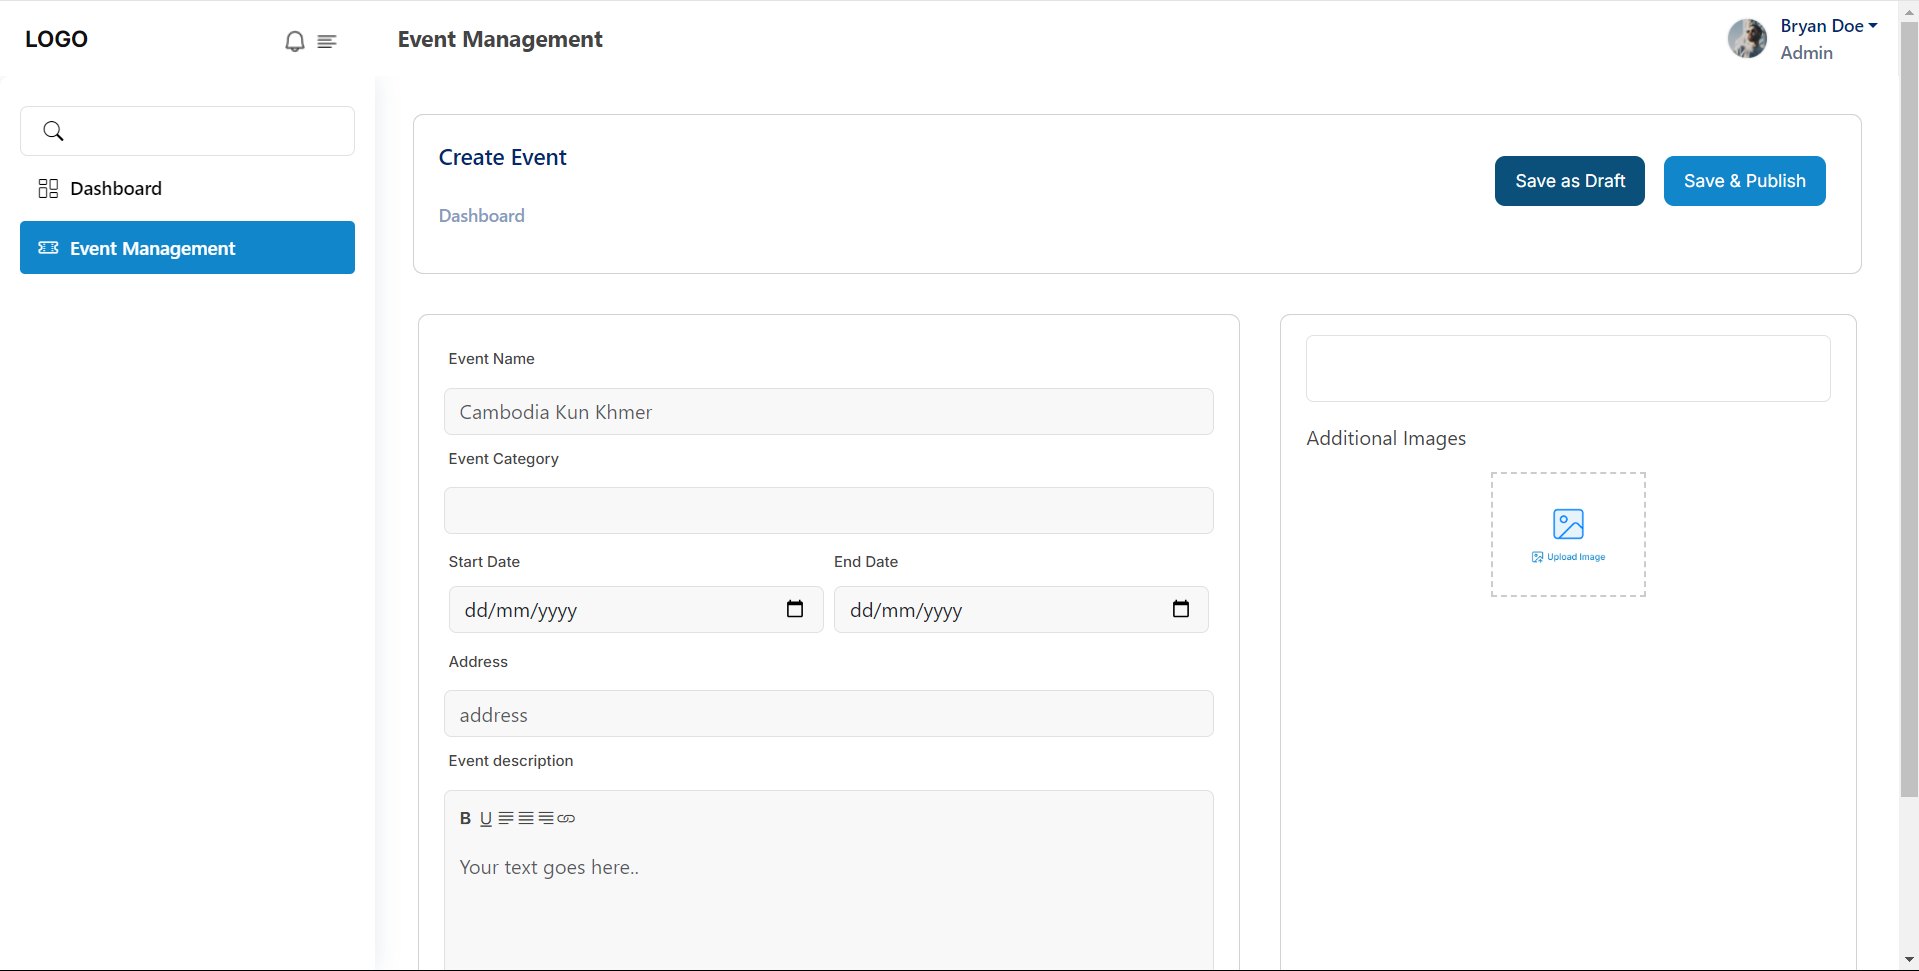 LOGO
Event Management
Bryan Doe
Admin
Dashboard
Event Management
Create Event
Dashboard
Save as Draft
Save & Publish
Event Name
Cambodia Kun Khmer
Event Category
Start Date
End Date
dd/mm/yyyy
dd/mm/yyyy
Address
address
Event description
B U
Your text goes here..
Additional Images
Upload Image